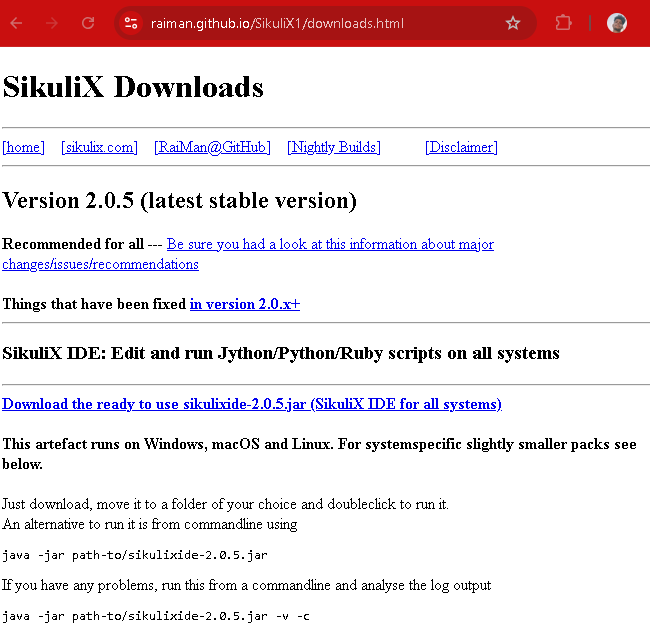 raiman.github.io/SikuliX1/downloads.html
SikuliX Downloads
[home] [sikulix.com] [RaiMan@GitHub] [Nightly Builds] [Disclaimer]
Version 2.0.5 (latest stable version)
Recommended for all --- Be sure you had a look at this information about major
changes/issues/recommendations
Things that have been fixed in version 2.0.x+
SikuliX IDE: Edit and run Jython/Python/Ruby scripts on all systems
Download the ready to use sikulixide-2.0.5.jar (SikuliX IDE for all systems)
This artefact runs on Windows, macOS and Linux. For systemspecific slightly smaller packs see
below.
Just download, move it to a folder of your choice and doubleclick to run it.
An alternative to run it is from commandline using
java -jar path-to/sikulixide-2.0.5.jar
If you have any problems, run this from a commandline and analyse the log output
java -jar path-to/sikulixide-2.0.5.jar -v -c